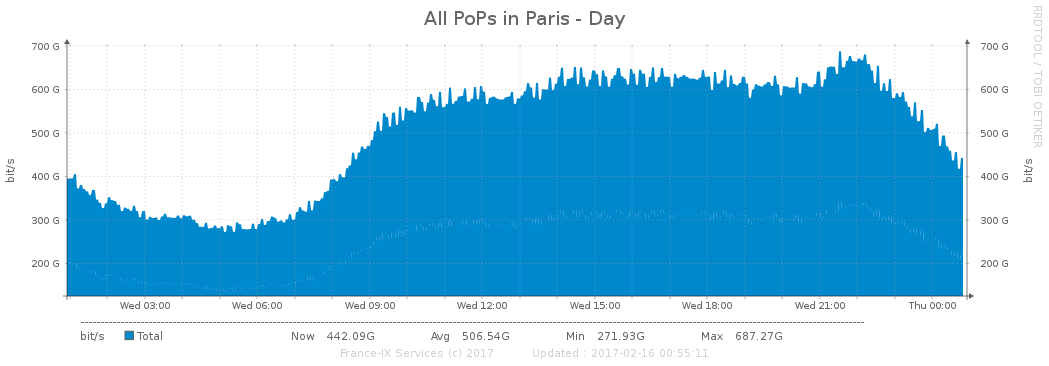 All PoPs in Paris - Day
RRDTOOL / TOBI OETIKER
bit/s
700 G
600 G
500 G
400 G
300 G
200 G
700 G
600 G
500 G
400 G
300 G
200 G
bit/s
Wed 03:00 Wed 06:00 Wed 09:00 Wed 12:00 Wed 15:00 Wed 18:00 Wed 21:00 Thu 00:00
bit/s Total Now 442.09G Avg 506.54G Min 271.93G Max 687.27G
France-IX Services (c) 2017 Updated : 2017-02-16 00:55:11